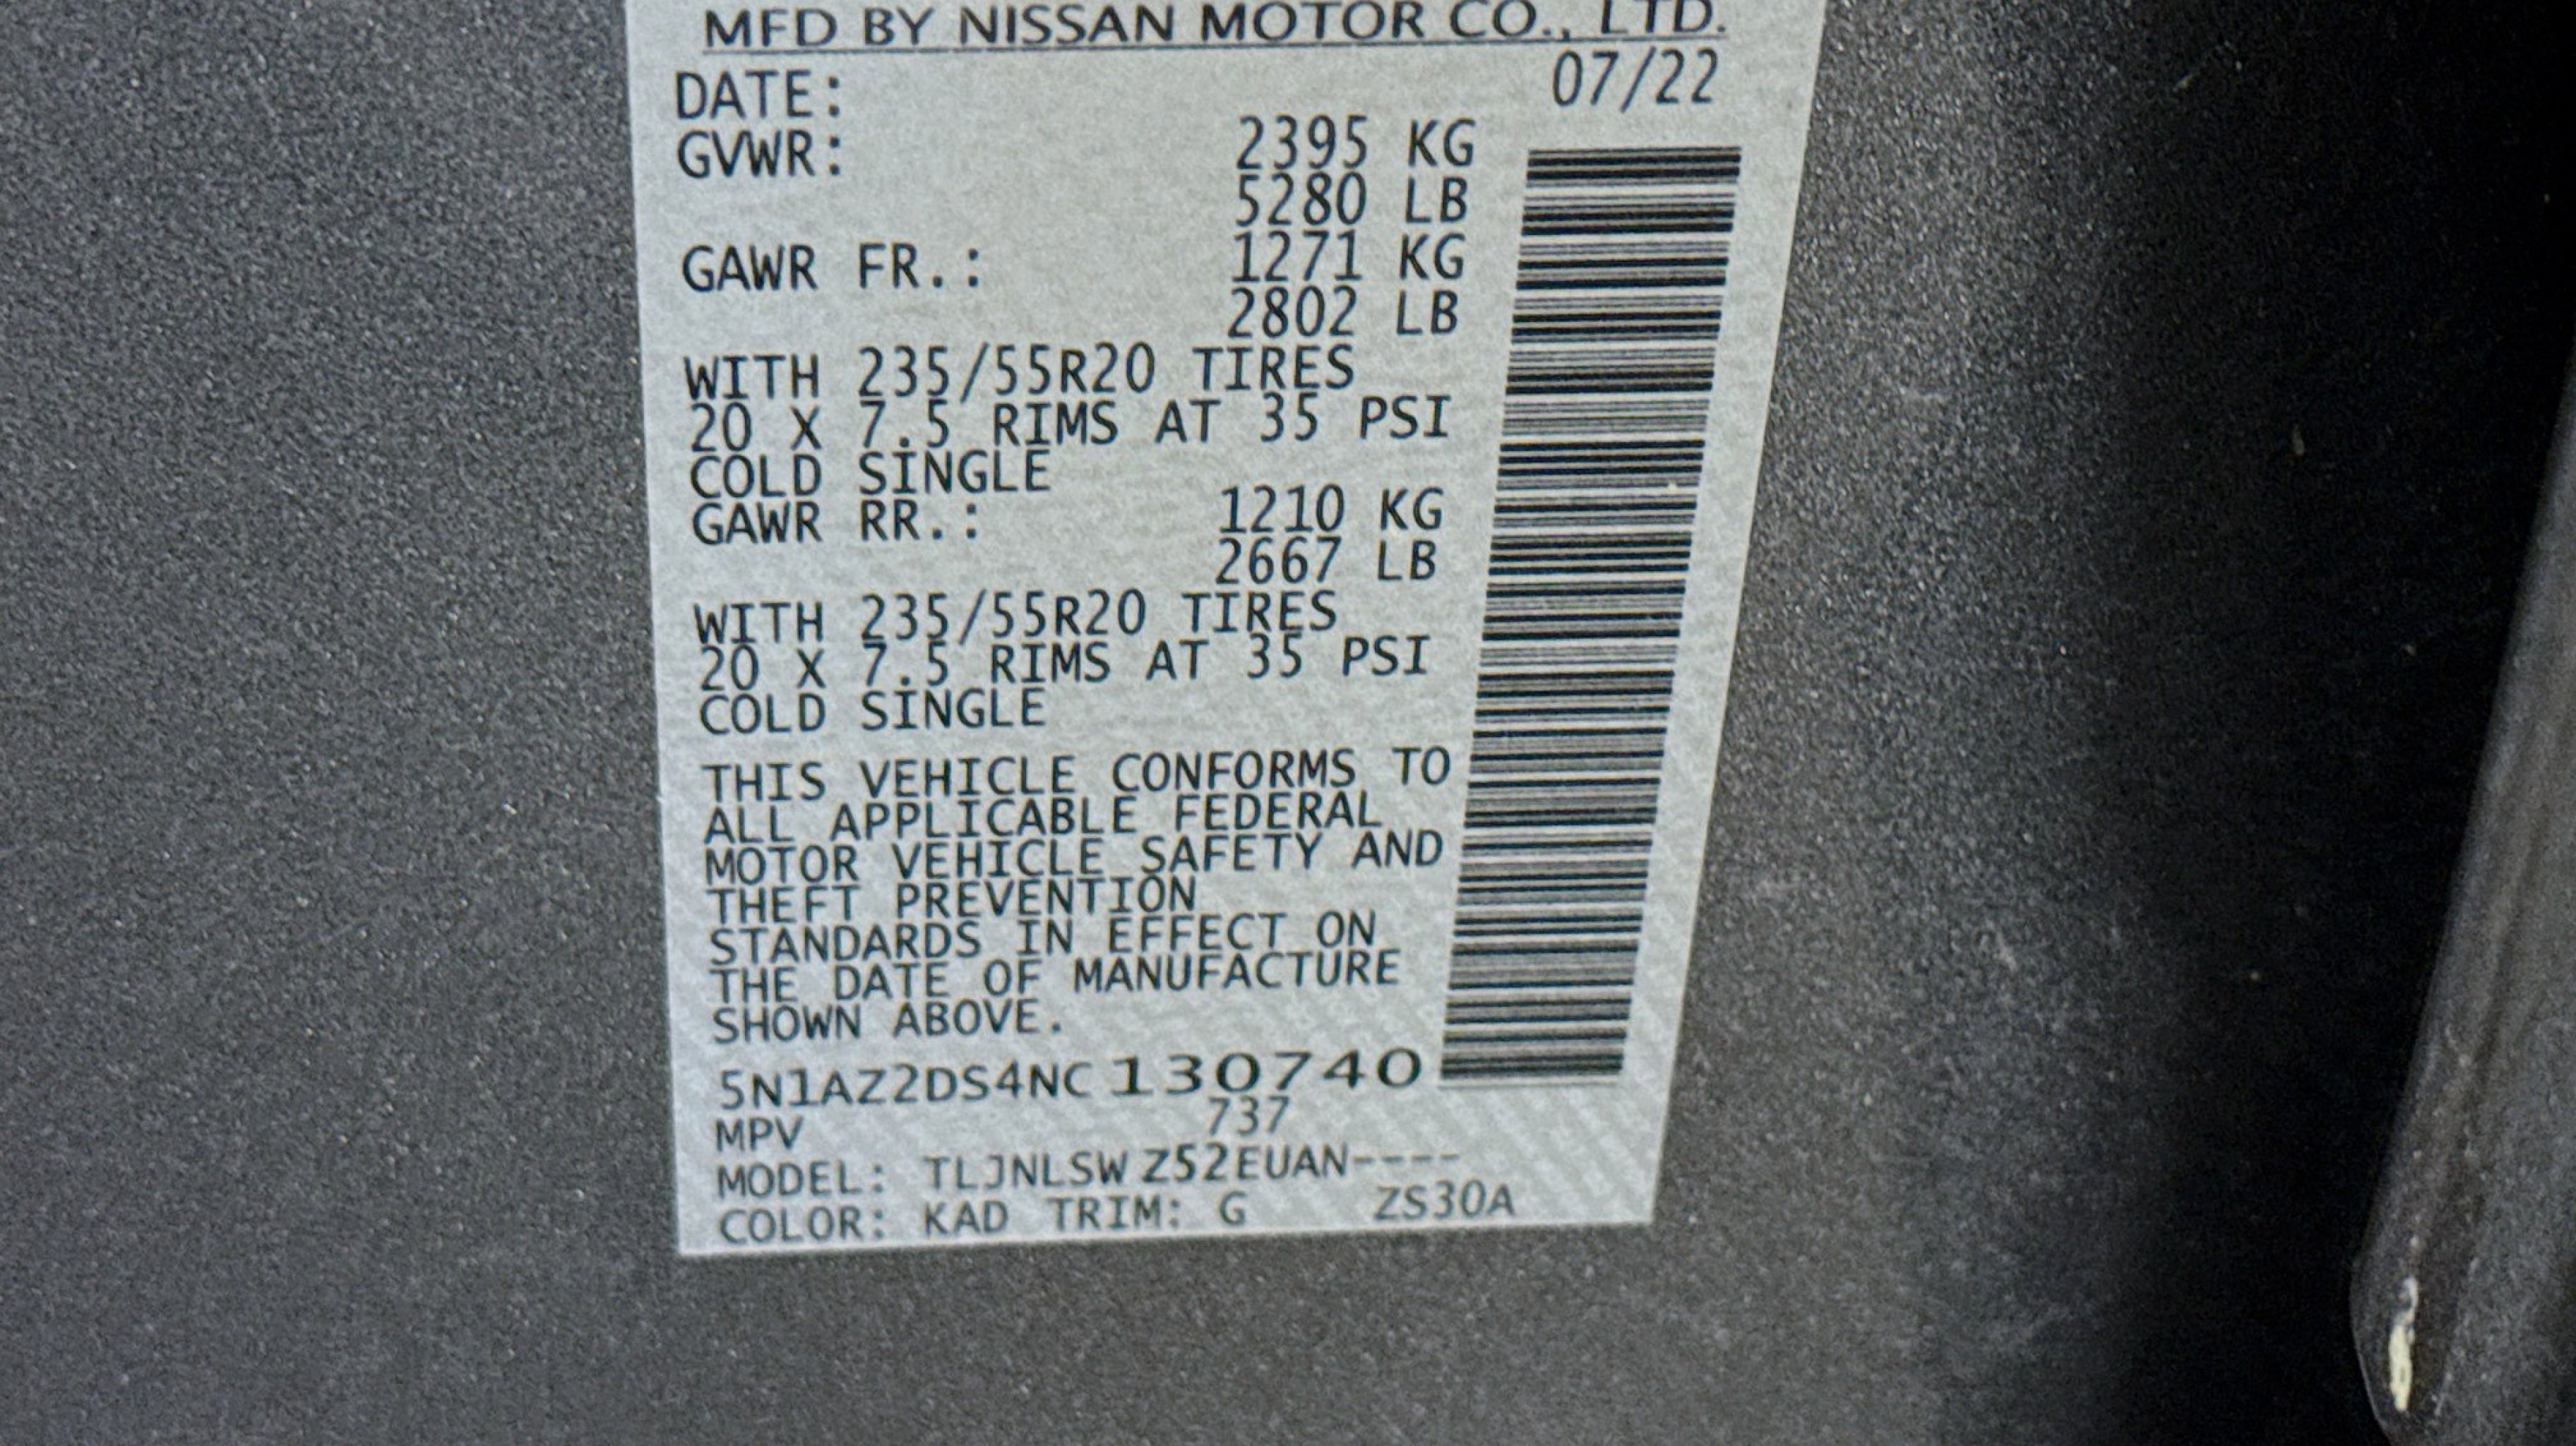 MFD BY NISSAN MOTOR CO., LTD.
DATE: 07/22
GVWR: 2395 KG
5280 LB
GAWR FR.: 1271 KG
2802 LB
WITH 235/55R20 TIRES
20 X 7.5 RIMS AT 35 PSI
COLD SINGLE
GAWR RR.: 1210 KG
2667 LB
WITH 235/55R20 TIRES
20 X 7.5 RIMS AT 35 PSI
COLD SINGLE
THIS VEHICLE CONFORMS TO
ALL APPLICABLE FEDERAL
MOTOR VEHICLE SAFETY AND
THEFT PREVENTION
STANDARDS IN EFFECT ON
THE DATE OF MANUFACTURE
SHOWN ABOVE.
5N1AZ2DS4NC130740
MPV 737
MODEL: TLJNLSWZ52EUAN----
COLOR: KAD TRIM: G ZS30A